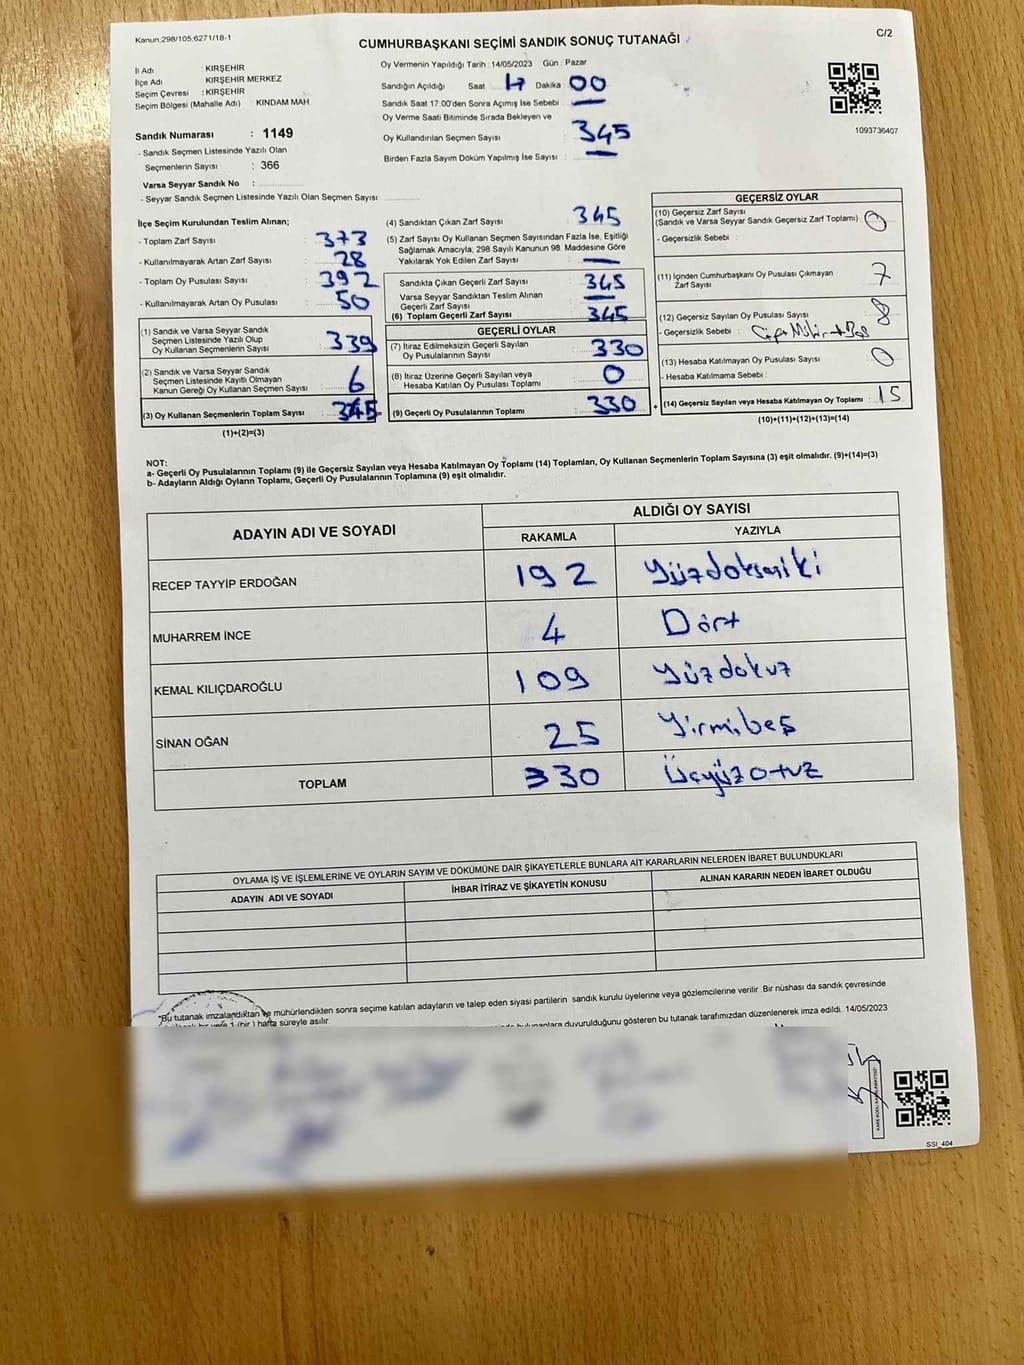 Kanun:298/105:6271/18-1
C/2
CUMHURBAŞKANI SEÇİMİ SANDIK SONUÇ TUTANAĞI
İl Adı : KIRŞEHİR
İlçe Adı : KIRŞEHİR MERKEZ
Seçim Çevresi : KIRŞEHİR
Seçim Bölgesi (Mahalle Adı) : KINDAM MAH
Sandık Numarası : 1149
- Sandık Seçmen Listesinde Yazılı Olan
Seçmenlerin Sayısı : 366
Varsa Seyyar Sandık No :
- Seyyar Sandık Seçmen Listesinde Yazılı Olan Seçmen Sayısı
Oy Vermenin Yapıldığı Tarih : 14/05/2023 Gün : Pazar
Sandığın Açıldığı Saat 17 Dakika 00
Sandık Saat 17:00'den Sonra Açımış İse Sebebi —
Oy Verme Saati Bitiminde Sırada Bekleyen ve
Oy Kullandırılan Seçmen Sayısı 345
Birden Fazla Sayım Döküm Yapılmış İse Sayısı : —
1093736407
İlçe Seçim Kurulundan Teslim Alınan;
- Toplam Zarf Sayısı : 373
- Kullanılmayarak Artan Zarf Sayısı : 28
- Toplam Oy Pusulası Sayısı : 392
- Kullanılmayarak Artan Oy Pusulası : 50
(1) Sandık ve Varsa Seyyar Sandık
Seçmen Listesinde Yazılı Olup
Oy Kullanan Seçmenlerin Sayısı : 339
(2) Sandık ve Varsa Seyyar Sandık
Seçmen Listesinde Kayıtlı Olmayan
Kanun Gereği Oy Kullanan Seçmen Sayısı : 6
(3) Oy Kullanan Seçmenlerin Toplam Sayısı : 345
(1)+(2)=(3)
(4) Sandıktan Çıkan Zarf Sayısı : 345
(5) Zarf Sayısı Oy Kullanan Seçmen Sayısından Fazla İse, Eşitliği
Sağlamak Amacıyla; 298 Sayılı Kanunun 98. Maddesine Göre
Yakılarak Yok Edilen Zarf Sayısı : —
Sandıkta Çıkan Geçerli Zarf Sayısı : 345
Varsa Seyyar Sandıktan Teslim Alınan
Geçerli Zarf Sayısı : —
(6) Toplam Geçerli Zarf Sayısı : 345
GEÇERLİ OYLAR
(7) İtiraz Edilmeksizin Geçerli Sayılan
Oy Pusulalarının Sayısı : 330
(8) İtiraz Üzerine Geçerli Sayılan veya
Hesaba Katılan Oy Pusulası Toplamı : 0
(9) Geçerli Oy Pusulalarının Toplamı : 330
+
GEÇERSİZ OYLAR
(10) Geçersiz Zarf Sayısı
(Sandık ve Varsa Seyyar Sandık Geçersiz Zarf Toplamı) : 0
- Geçersizlik Sebebi :
(11) İçinden Cumhurbaşkanı Oy Pusulası Çıkmayan
Zarf Sayısı : 7
(12) Geçersiz Sayılan Oy Pusulası Sayısı : 8
- Geçersizlik Sebebi :
(13) Hesaba Katılmayan Oy Pusulası Sayısı : 0
- Hesaba Katılmama Sebebi :
(14) Geçersiz Sayılan veya Hesaba Katılmayan Oy Toplamı : 15
(10)+(11)+(12)+(13)=(14)
NOT:
a- Geçerli Oy Pusulalarının Toplamı (9) ile Geçersiz Sayılan veya Hesaba Katılmayan Oy Toplamı (14) Toplamları, Oy Kullanan Seçmenlerin Toplam Sayısına (3) eşit olmalıdır. (9)+(14)=(3)
b- Adayların Aldığı Oyların Toplamı, Geçerli Oy Pusulalarının Toplamına (9) eşit olmalıdır.
ADAYIN ADI VE SOYADI
ALDIĞI OY SAYISI
RAKAMLA YAZIYLA
RECEP TAYYİP ERDOĞAN 192 Yüzdoksaniki
MUHARREM İNCE 4 Dört
KEMAL KILIÇDAROĞLU 109 Yüzdokuz
SİNAN OĞAN 25 Yirmibeş
TOPLAM 330 Üçyüzotuz
OYLAMA İŞ VE İŞLEMLERİNE VE OYLARIN SAYIM VE DÖKÜMÜNE DAİR ŞİKAYETLERLE BUNLARA AİT KARARLARIN NELERDEN İBARET BULUNDUKLARI
ADAYIN ADI VE SOYADI İHBAR İTİRAZ VE ŞİKAYETİN KONUSU ALINAN KARARIN NEDEN İBARET OLDUĞU
*Bu tutanak imzalandıktan ve mühürlendikten sonra seçime katılan adayların ve talep eden siyasi partilerin sandık kurulu üyelerine veya gözlemcilerine verilir .Bir nüshası da sandık çevresinde
bir yere 1 (bir ) hafta süreyle asılır.
bulunanlara duyurulduğunu gösteren bu tutanak tarafımızdan düzenlenerek imza edildi. 14/05/2023
SSİ_404